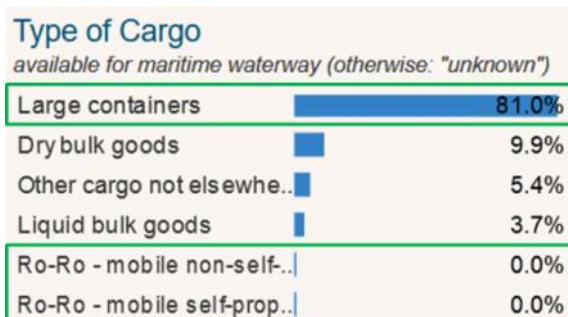 Type of Cargo
available for maritime waterway (otherwise: "unknown")
Large containers 81.0%
Dry bulk goods 9.9%
Other cargo not elsewhe.. 5.4%
Liquid bulk goods 3.7%
Ro-Ro - mobile non-self-.. 0.0%
Ro-Ro - mobile self-prop.. 0.0%